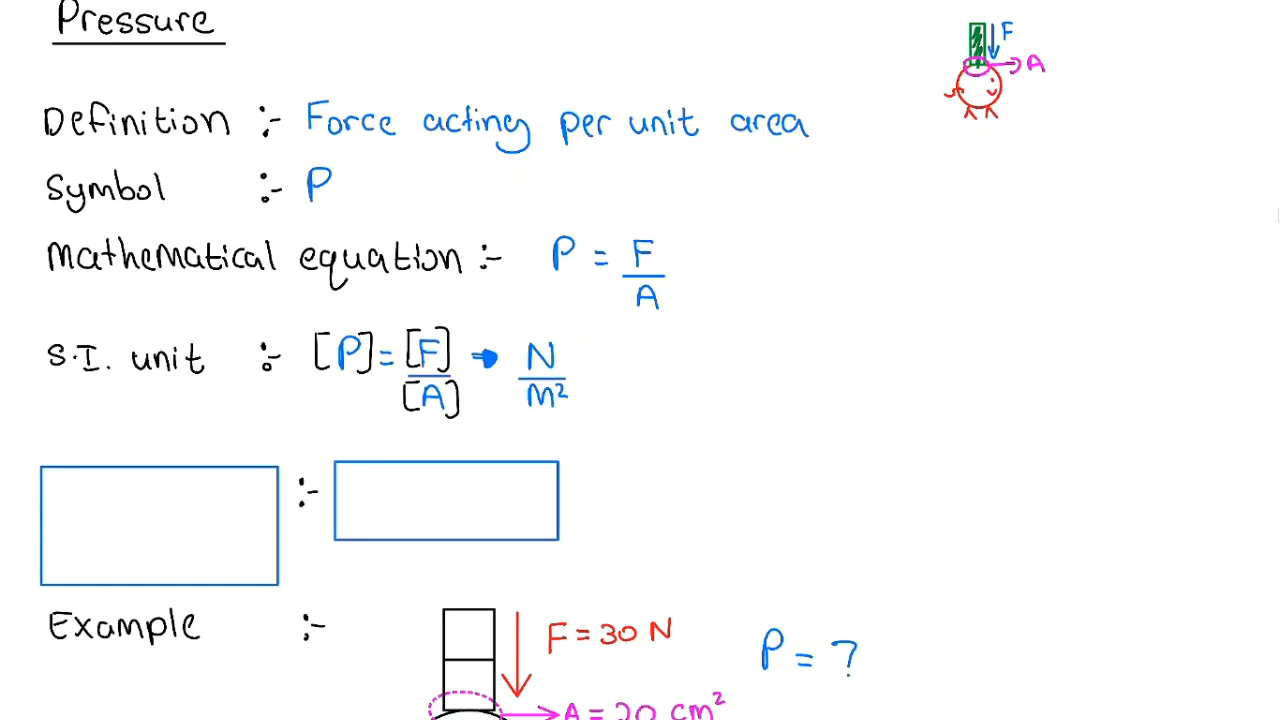 Pressure
F
A
Definition :- Force acting per unit area
Symbol :- P
Mathematical equation :- P = F/A
S.I. unit :- [P] = [F]/[A] → N/m²
:-
Example :- F = 30 N P = ?
A = 20 cm²